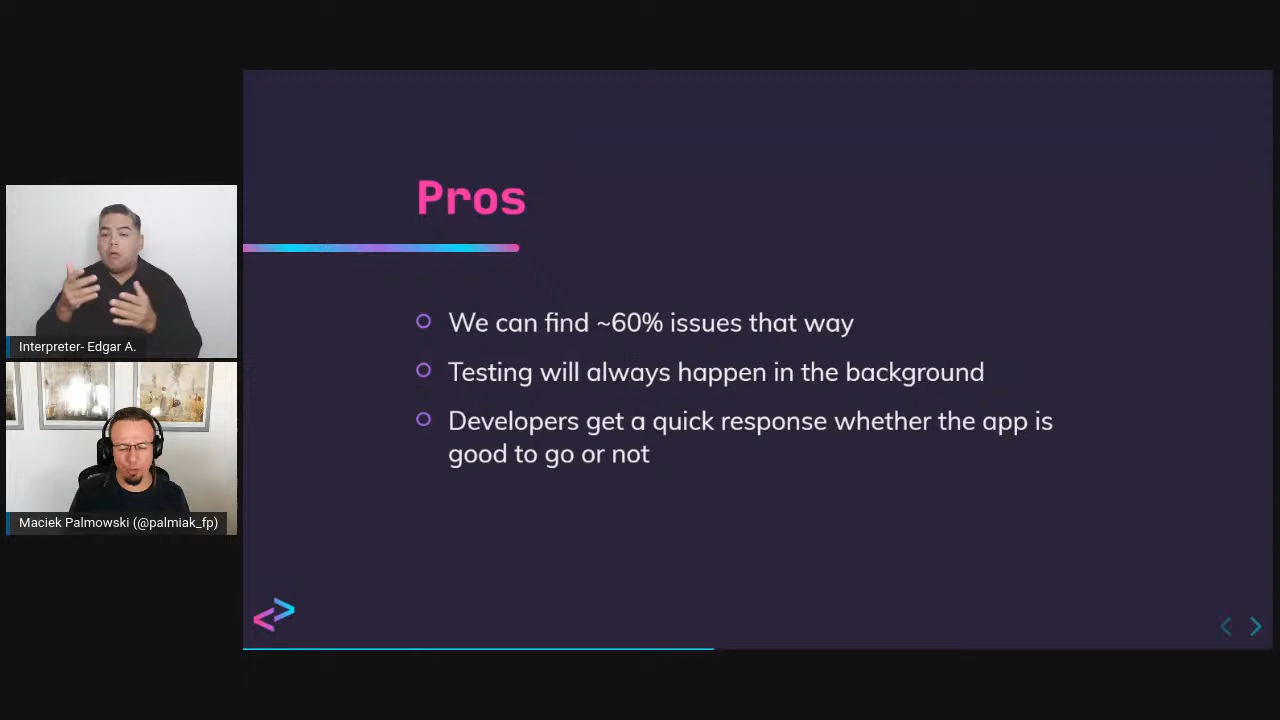 Pros
We can find ~60% issues that way
Testing will always happen in the background
Developers get a quick response whether the app is
good to go or not
Interpreter- Edgar A.
Maciek Palmowski (@palmiak_fp)